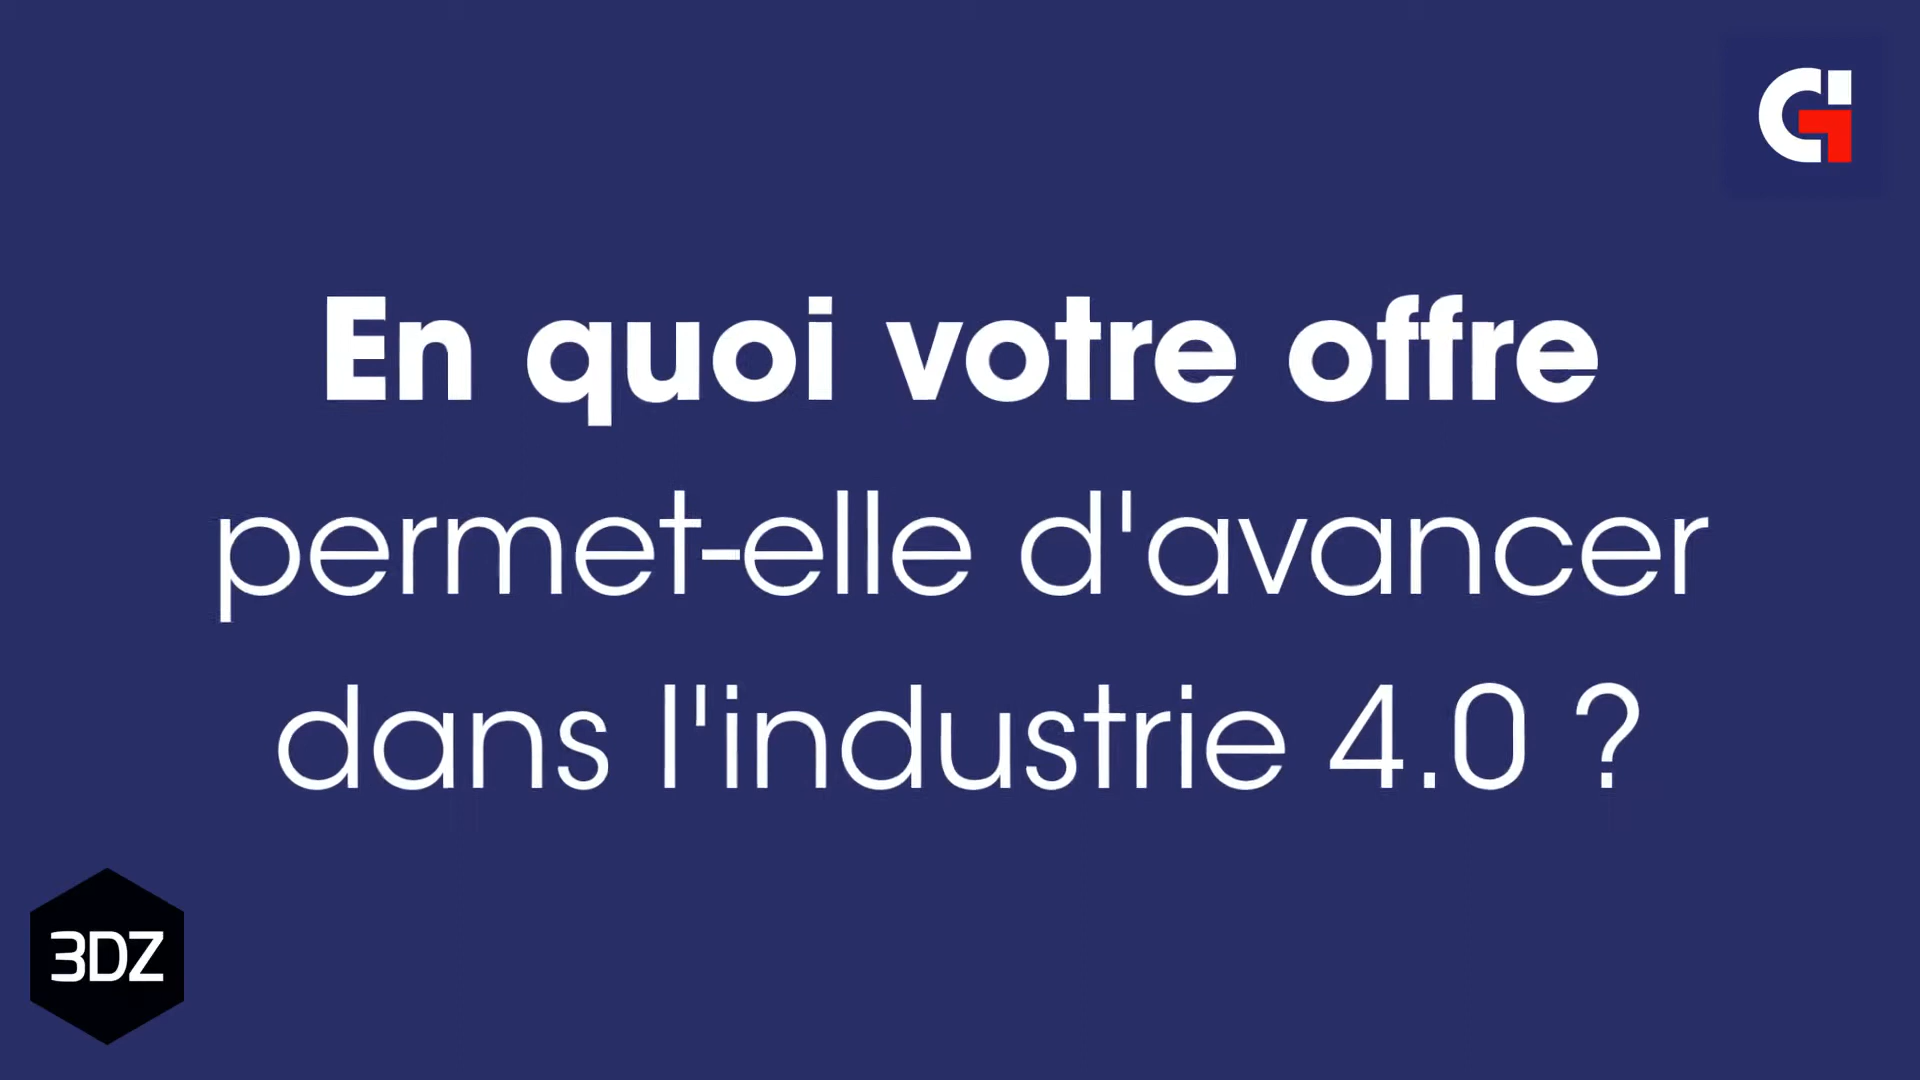 En quoi votre offre
permet-elle d'avancer
dans l'industrie 4.0 ?
3DZ